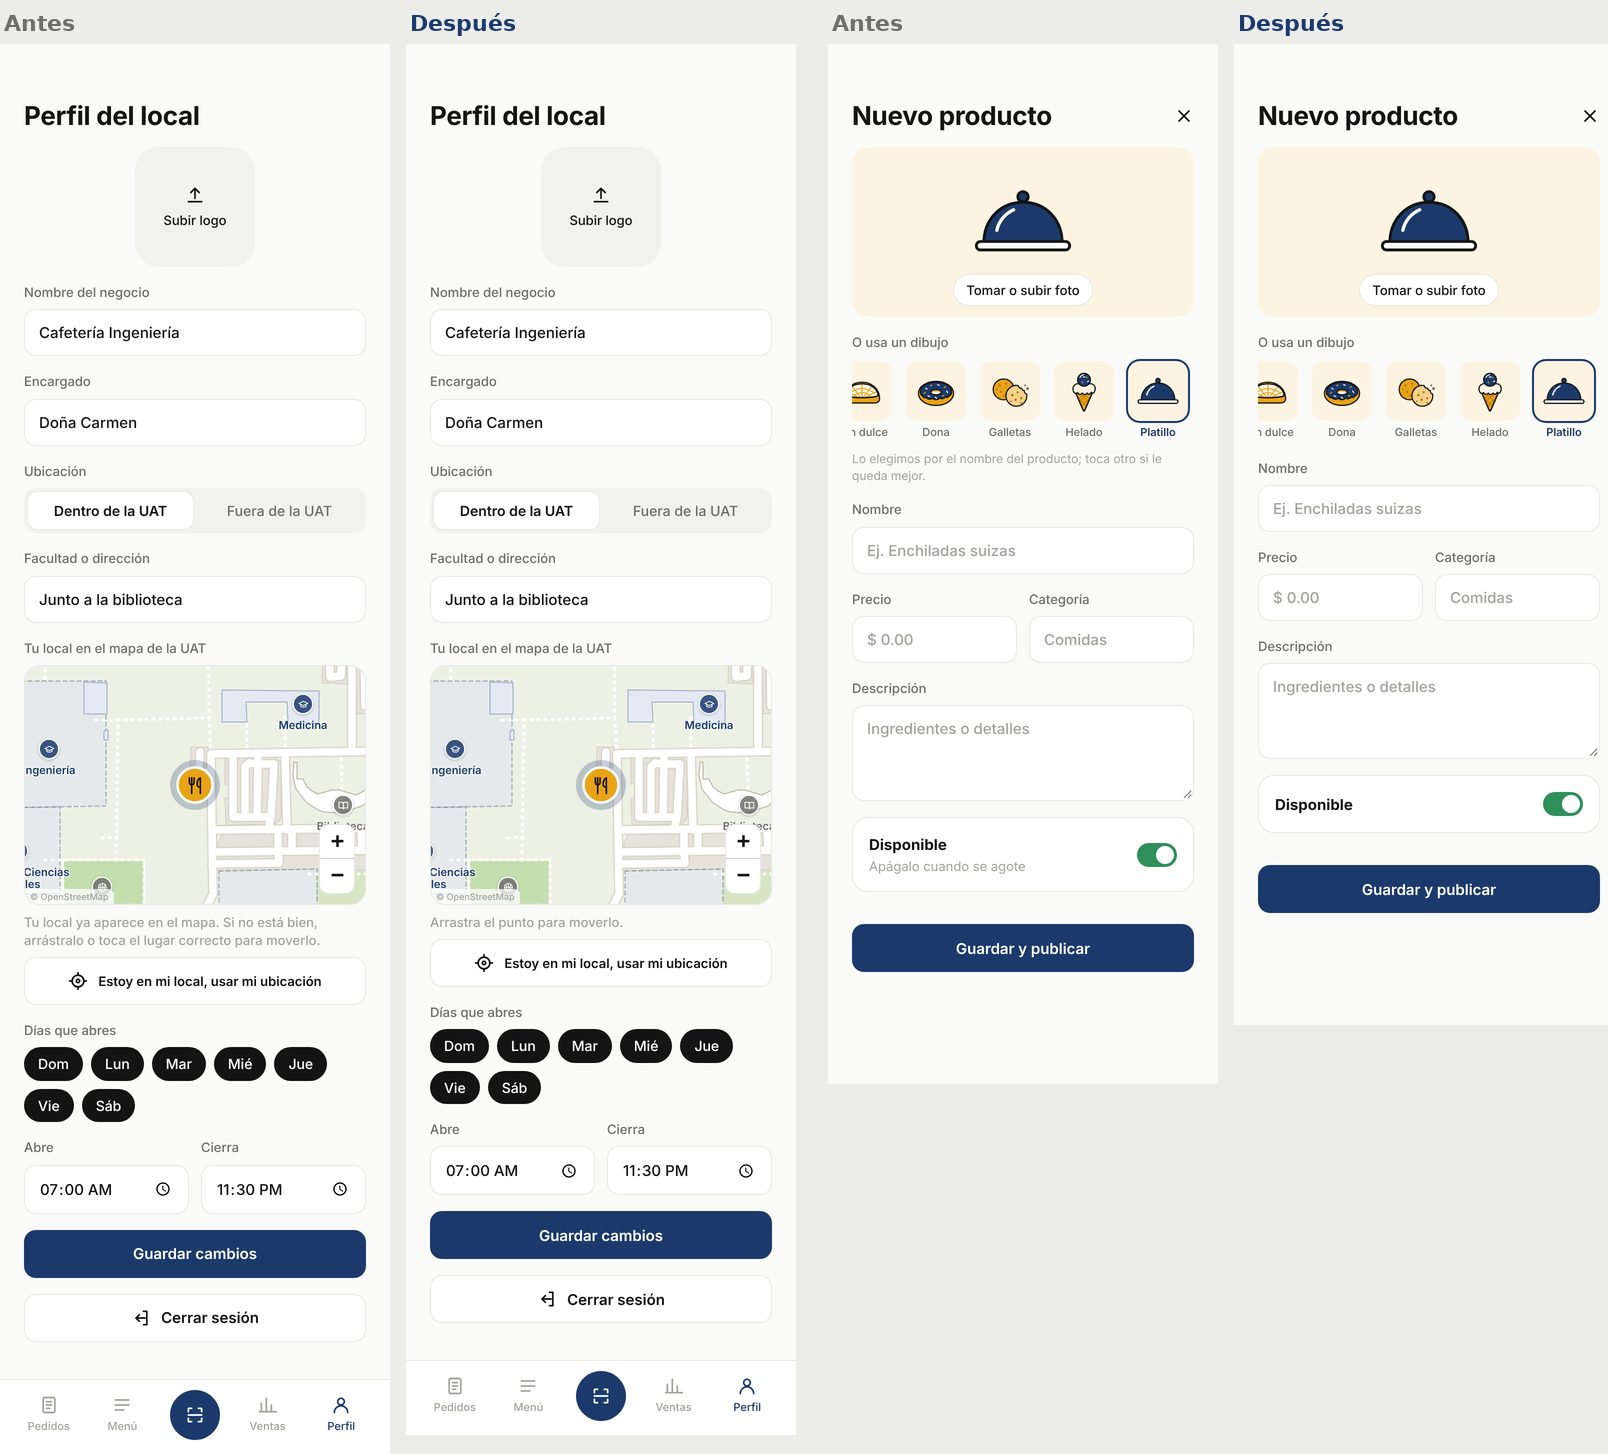 Antes
Perfil del local
Subir logo
Nombre del negocio
Cafetería Ingeniería
Encargado
Doña Carmen
Ubicación
Dentro de la UAT
Fuera de la UAT
Facultad o dirección
Junto a la biblioteca
Tu local en el mapa de la UAT
Medicina
ngeniería
Biblioteca
Ciencias
les
+
−
© OpenStreetMap
Tu local ya aparece en el mapa. Si no está bien,
arrástralo o toca el lugar correcto para moverlo.
Estoy en mi local, usar mi ubicación
Días que abres
Dom Lun Mar Mié Jue
Vie Sáb
Abre Cierra
07:00 AM 11:30 PM
Guardar cambios
Cerrar sesión
Pedidos Menú Ventas Perfil
Después
Perfil del local
Subir logo
Nombre del negocio
Cafetería Ingeniería
Encargado
Doña Carmen
Ubicación
Dentro de la UAT
Fuera de la UAT
Facultad o dirección
Junto a la biblioteca
Tu local en el mapa de la UAT
Medicina
ngeniería
Biblioteca
Ciencias
les
+
−
© OpenStreetMap
Arrastra el punto para moverlo.
Estoy en mi local, usar mi ubicación
Días que abres
Dom Lun Mar Mié Jue
Vie Sáb
Abre Cierra
07:00 AM 11:30 PM
Guardar cambios
Cerrar sesión
Pedidos Menú Ventas Perfil
Antes
Nuevo producto
Tomar o subir foto
O usa un dibujo
n dulce Dona Galletas Helado Platillo
Lo elegimos por el nombre del producto; toca otro si le
queda mejor.
Nombre
Ej. Enchiladas suizas
Precio Categoría
$ 0.00 Comidas
Descripción
Ingredientes o detalles
Disponible
Apágalo cuando se agote
Guardar y publicar
Después
Nuevo producto
Tomar o subir foto
O usa un dibujo
n dulce Dona Galletas Helado Platillo
Nombre
Ej. Enchiladas suizas
Precio Categoría
$ 0.00 Comidas
Descripción
Ingredientes o detalles
Disponible
Guardar y publicar